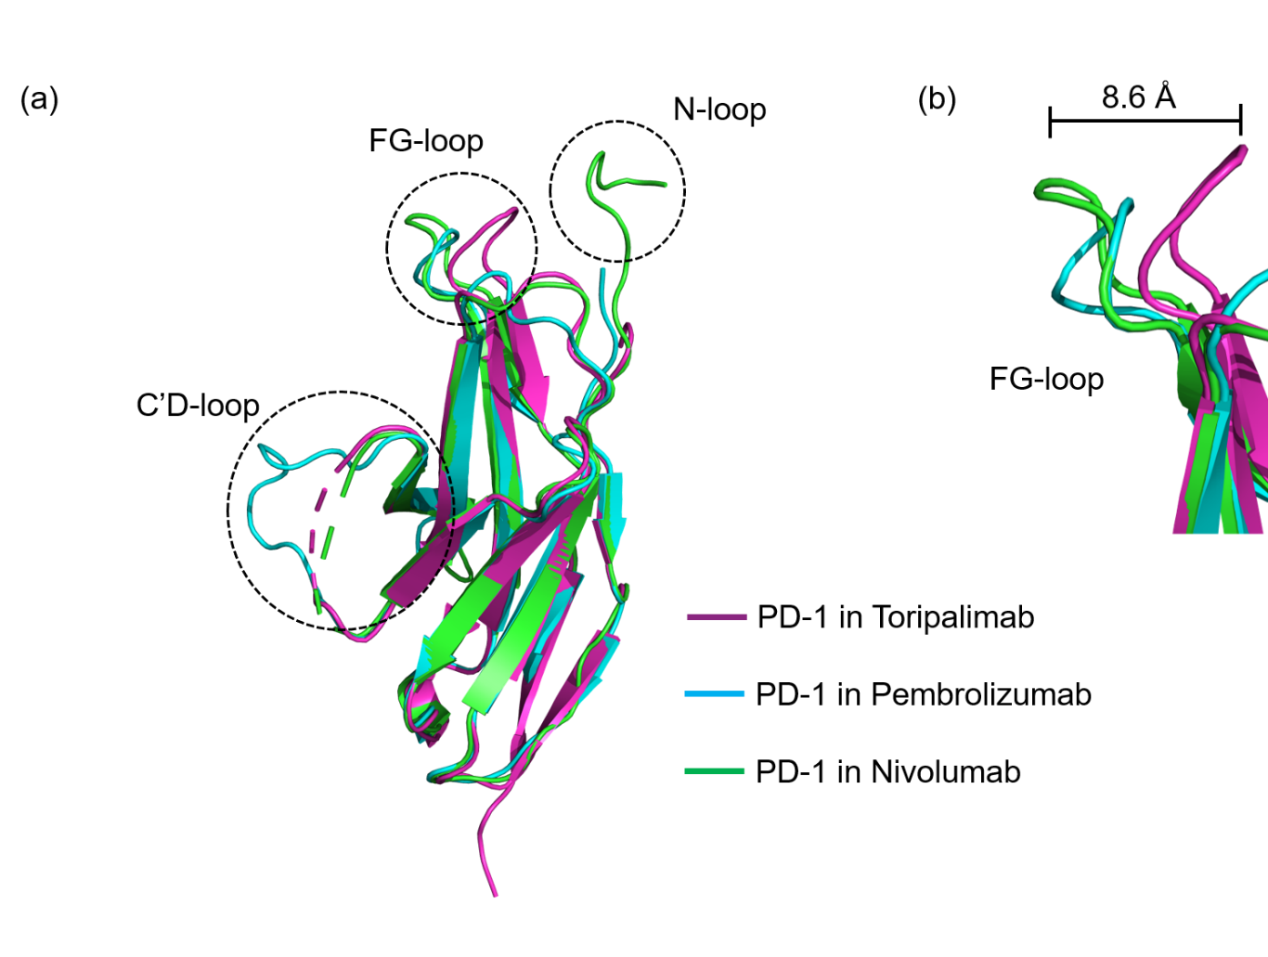 (a)
FG-loop
N-loop
C’D-loop
PD-1 in Toripalimab
PD-1 in Pembrolizumab
PD-1 in Nivolumab
(b)
8.6 Å
FG-loop